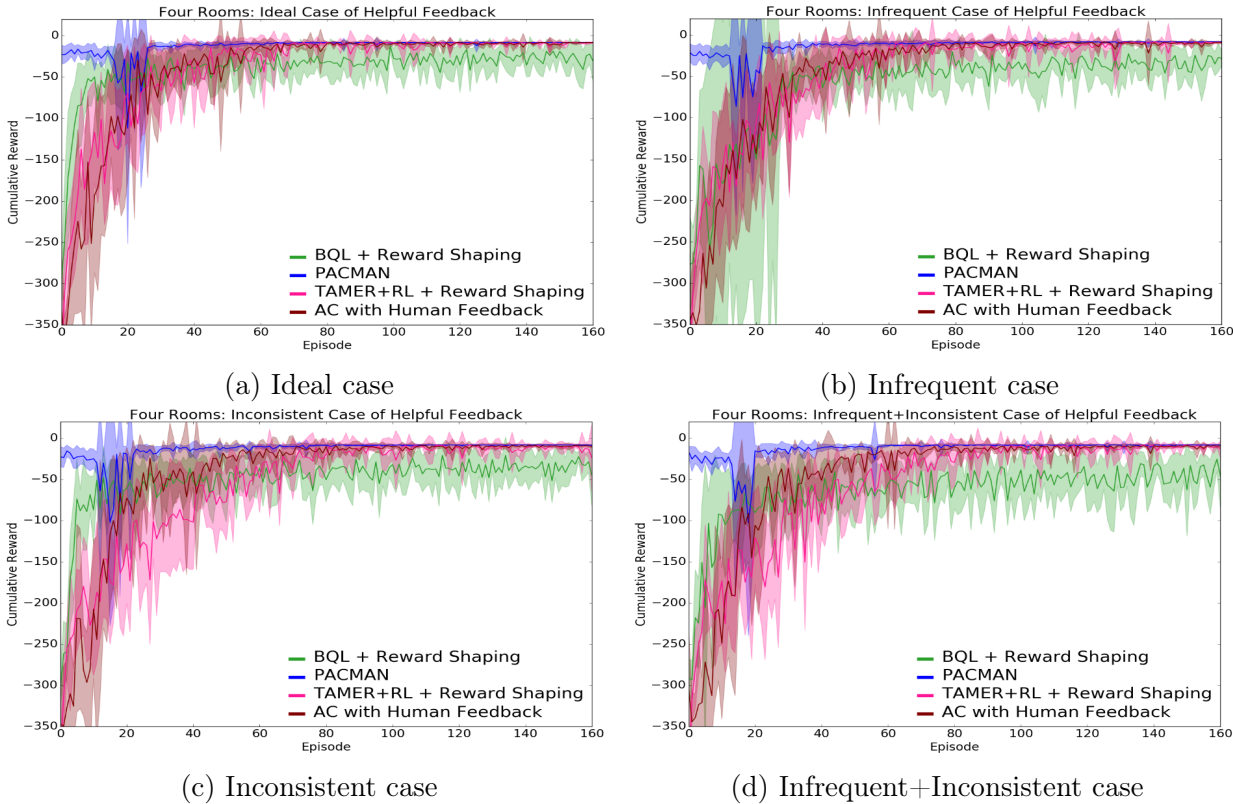 Four Rooms: Ideal Case of Helpful Feedback
0
−50
−100
−150
−200
−250
−300
−350
Cumulative Reward
BQL + Reward Shaping
PACMAN
TAMER+RL + Reward Shaping
AC with Human Feedback
0 20 40 60 80 100 120 140 160
Episode
(a) Ideal case
Four Rooms: Infrequent Case of Helpful Feedback
0
−50
−100
−150
−200
−250
−300
−350
Cumulative Reward
BQL + Reward Shaping
PACMAN
TAMER+RL + Reward Shaping
AC with Human Feedback
0 20 40 60 80 100 120 140 160
Episode
(b) Infrequent case
Four Rooms: Inconsistent Case of Helpful Feedback
0
−50
−100
−150
−200
−250
−300
−350
Cumulative Reward
BQL + Reward Shaping
PACMAN
TAMER+RL + Reward Shaping
AC with Human Feedback
0 20 40 60 80 100 120 140 160
Episode
(c) Inconsistent case
Four Rooms: Infrequent+Inconsistent Case of Helpful Feedback
0
−50
−100
−150
−200
−250
−300
−350
Cumulative Reward
BQL + Reward Shaping
PACMAN
TAMER+RL + Reward Shaping
AC with Human Feedback
0 20 40 60 80 100 120 140 160
Episode
(d) Infrequent+Inconsistent case